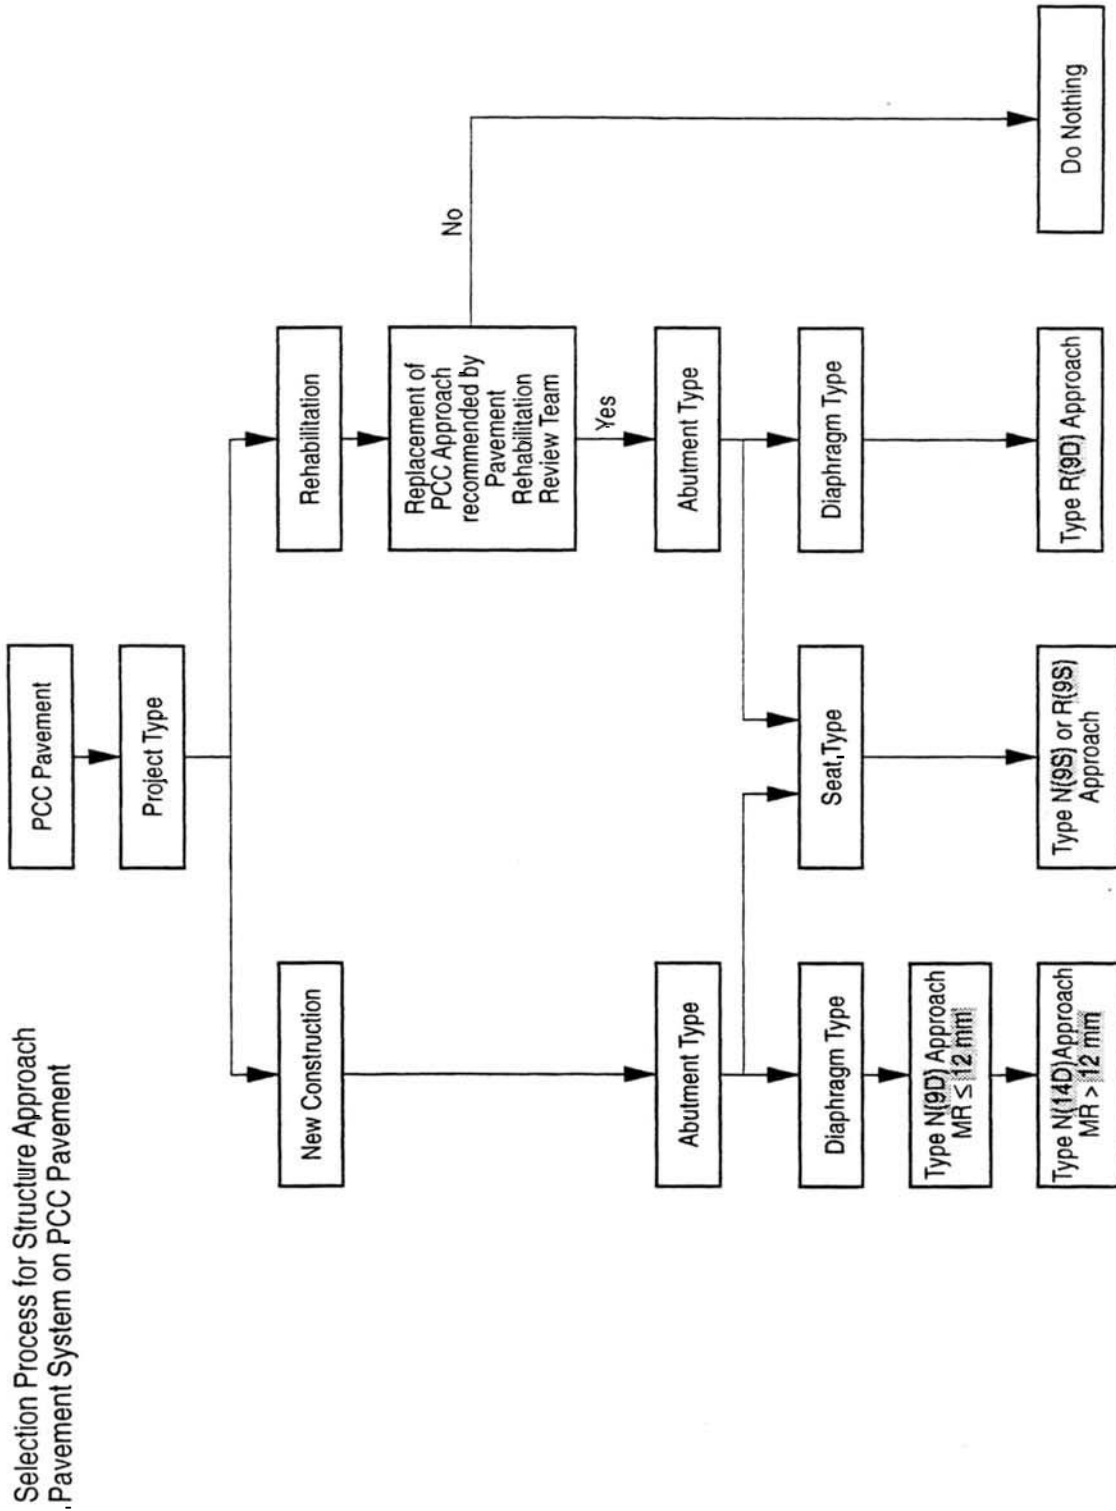 Selection Process for Structure Approach
.Pavement System on PCC Pavement
PCC Pavement
Project Type
New Construction
Rehabilitation
Replacement of
PCC Approach
recommended by
Pavement
Rehabilitation
Review Team
No
Yes
Abutment Type
Abutment Type
Diaphragm Type
Seat,Type
Diaphragm Type
Type N(9D) Approach
MR ≤ 12 mm
Type N(14D)Approach
MR > 12 mm
Type N(9S) or R(9S)
Approach
Type R(9D) Approach
Do Nothing